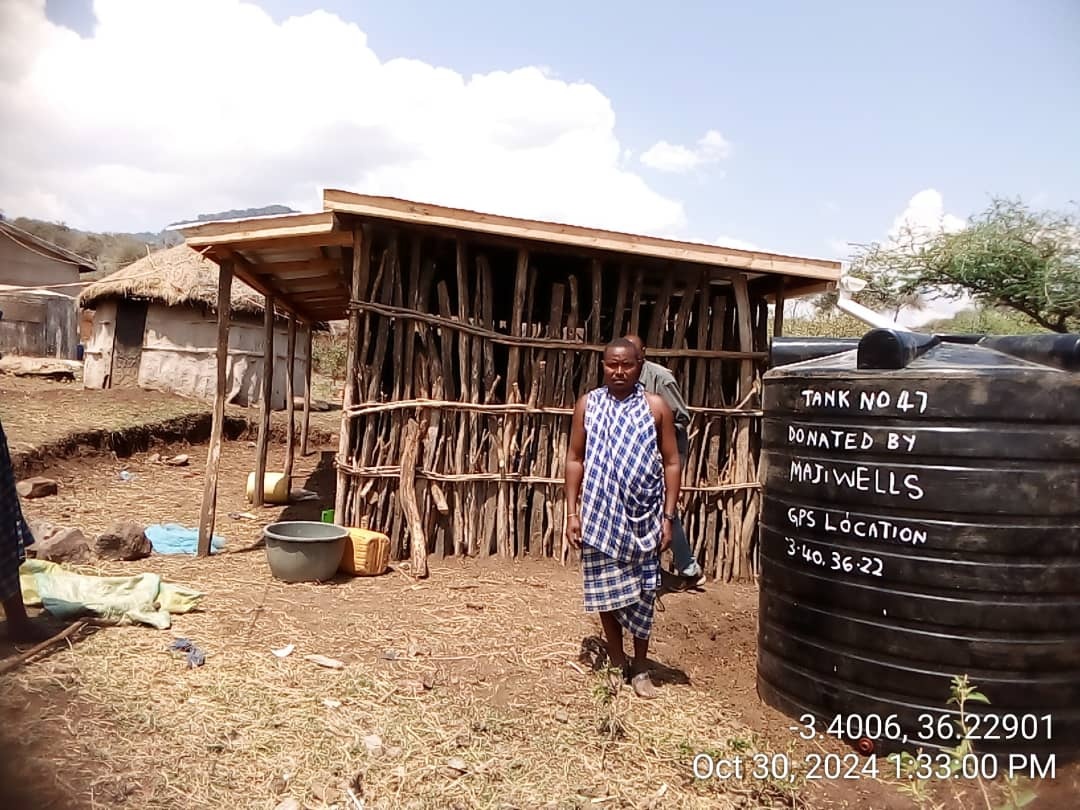 TANK NO 47
DONATED BY
MAJIWELLS
GPS LOCATION
-3.40.36.22
-3.4006, 36.22901
Oct 30, 2024 1:33:00 PM